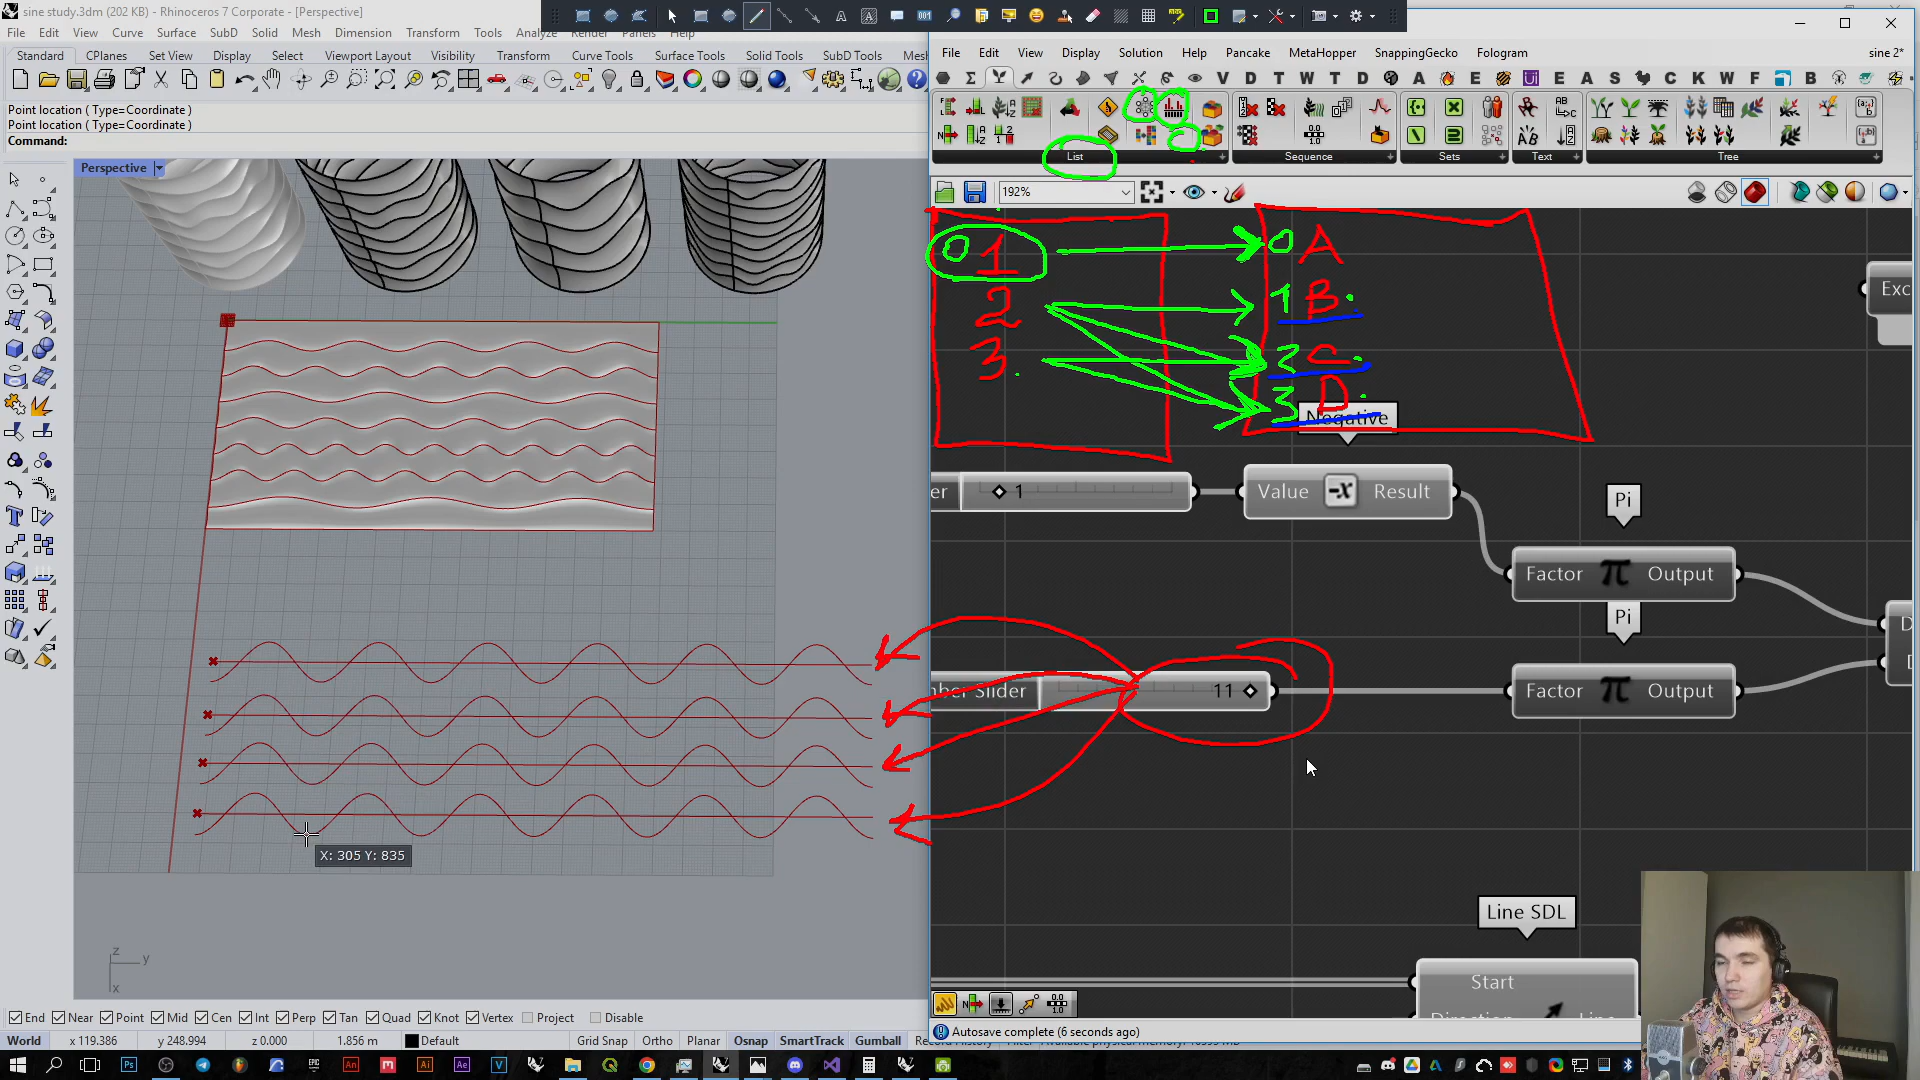 sine study.3dm (202 KB) - Rhinoceros 7 Corporate - [Perspective]
File Edit View Curve Surface SubD Solid Mesh Dimension Transform Tools Analyze Render Panels Help
Standard CPlanes Set View Display Select Viewport Layout Visibility Transform Curve Tools Surface Tools Solid Tools SubD Tools
Point location ( Type=Coordinate )
Point location ( Type=Coordinate )
Command:
Perspective
X: 305 Y: 835
z
y
x
End Near Point Mid Cen Int Perp Tan Quad Knot Vertex Project Disable
World x 119.386 y 248.994 z 0.000 1.856 m Default Grid Snap Ortho Planar Osnap SmartTrack Gumball
File Edit View Display Solution Help Pancake MetaHopper SnappingGecko Fologram sine 2*
List Sequence Sets Text Tree
192%
0 1 0 A
2 1 B
3 2 C
3 D
Negative
1
Value -x Result
Pi
Factor π Output
Pi
11
Factor π Output
Exc
D
D
Line SDL
Start
Autosave complete (6 seconds ago)